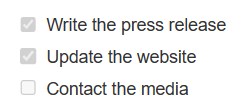 Write the press release
Update the website
Contact the media